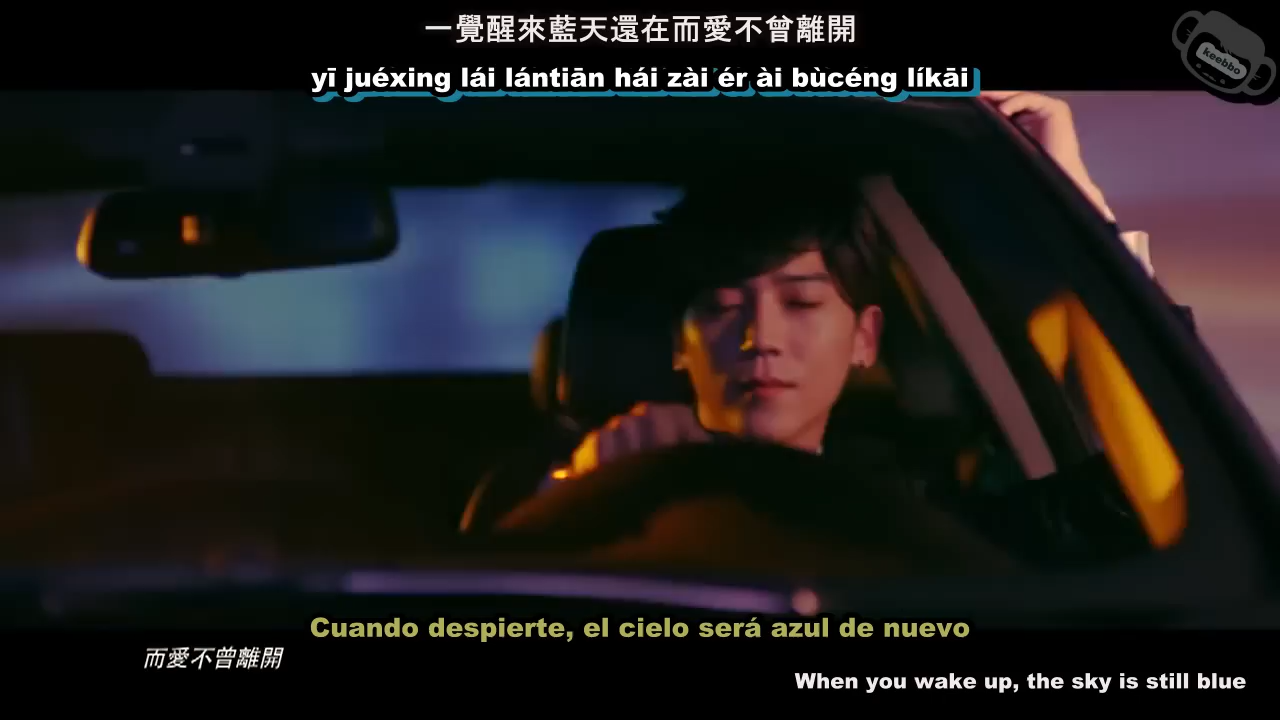 一覺醒來藍天還在而愛不曾離開
keebbo
yī juéxing lái lántiān hái zài ér ài bùcéng líkāi
Cuando despierte, el cielo será azul de nuevo
而愛不曾離開
When you wake up, the sky is still blue